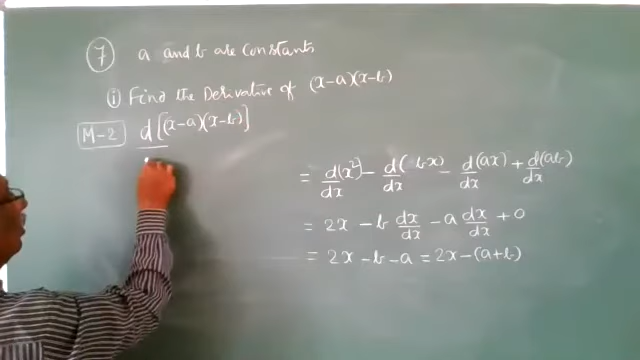 7 a and b are constants
i Find the Derivative of (x-a)(x-b)
M-2 d [(x-a)(x-b)]
= d(x²)/dx - d(bx)/dx - d(ax)/dx + d(ab)/dx
= 2x - b dx/dx - a dx/dx + 0
= 2x - b - a = 2x - (a+b)